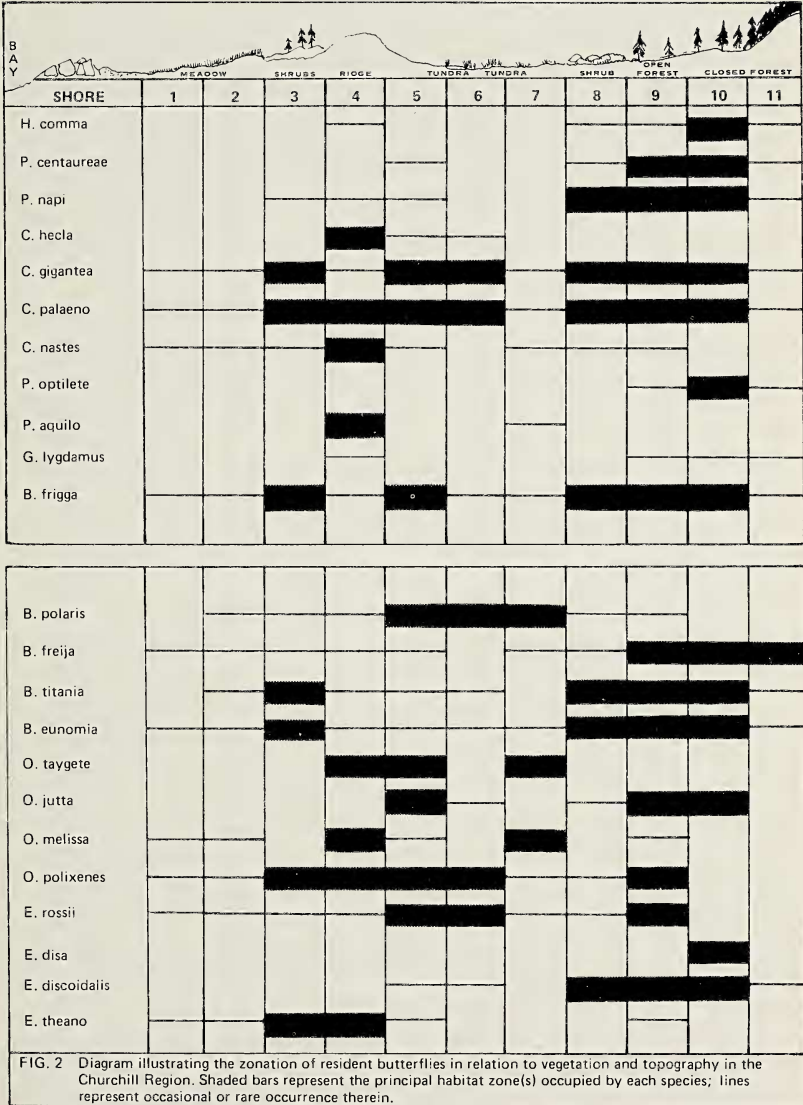 BAY
MEADOW SHRUBS RIDGE TUNDRA TUNDRA SHRUB OPEN FOREST CLOSED FOREST
SHORE 1 2 3 4 5 6 7 8 9 10 11
H. comma
P. centaureae
P. napi
C. hecla
C. gigantea
C. palaeno
C. nastes
P. optilete
P. aquilo
G. lygdamus
B. frigga
B. polaris
B. freija
B. titania
B. eunomia
O. taygete
O. jutta
O. melissa
O. polixenes
E. rossii
E. disa
E. discoidalis
E. theano
FIG. 2 Diagram illustrating the zonation of resident butterflies in relation to vegetation and topography in the
Churchill Region. Shaded bars represent the principal habitat zone(s) occupied by each species; lines
represent occasional or rare occurrence therein.